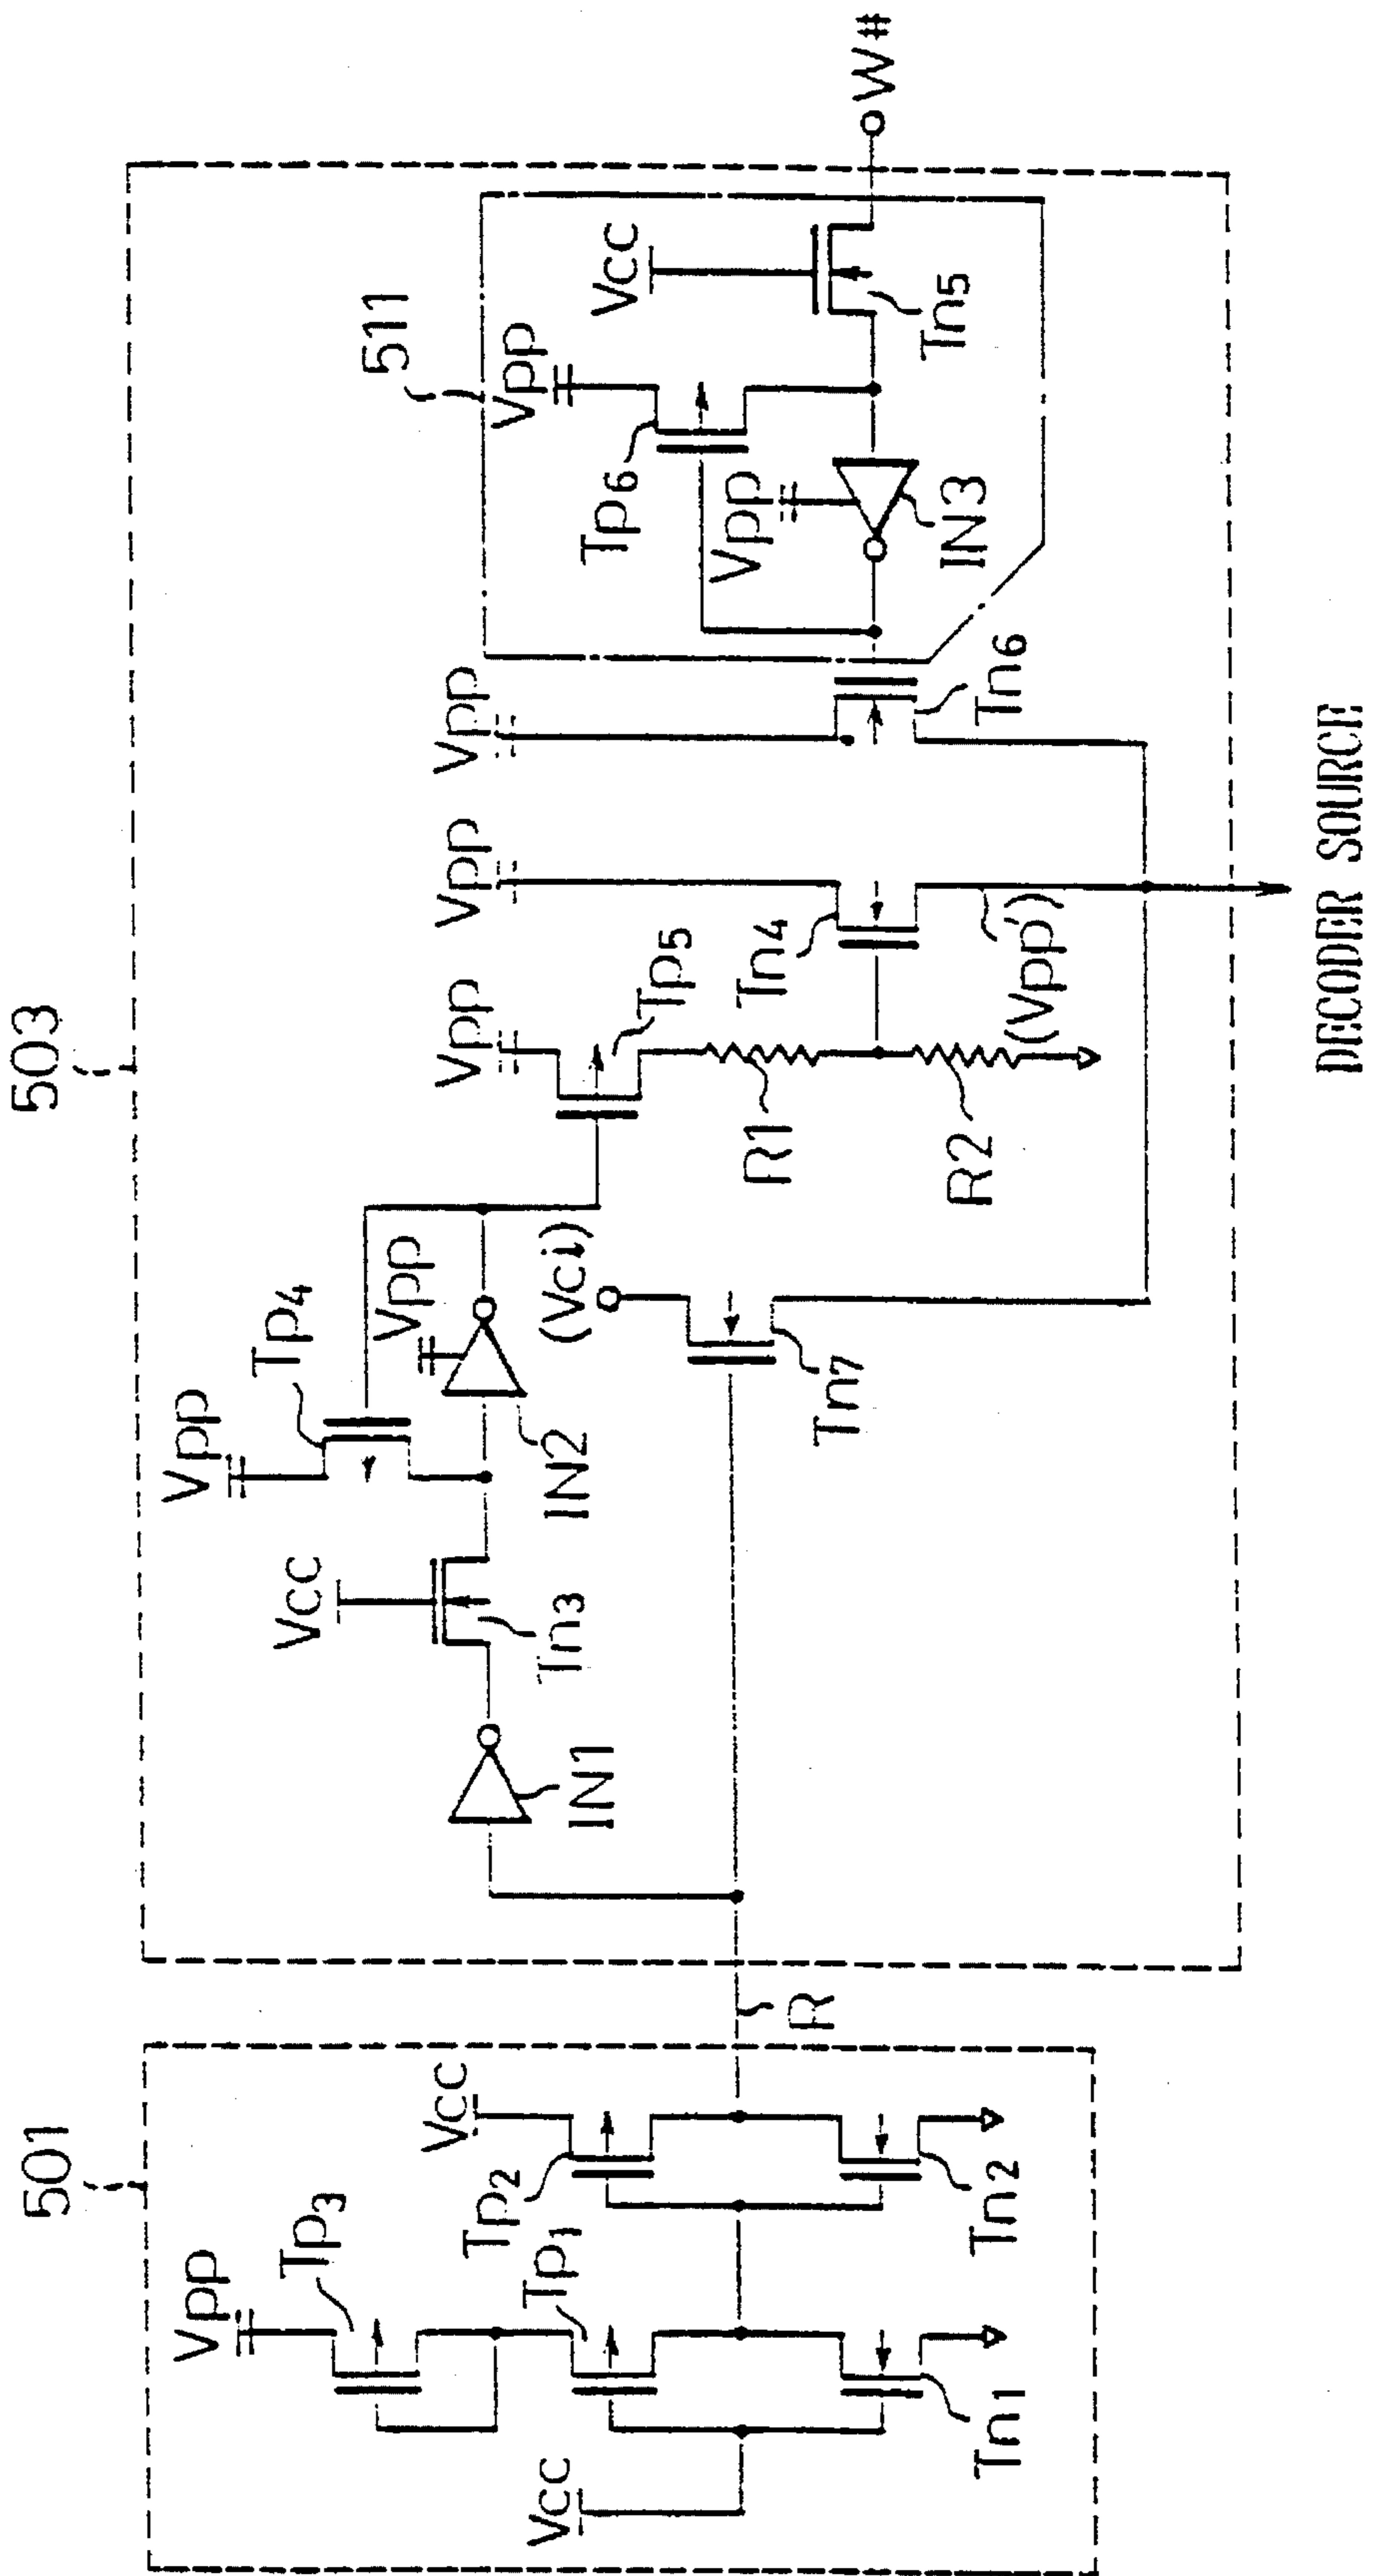 501
Vpp
Tp3
Vcc
Tp2
Tp1
Vcc
Tn1
Tn2
R
503
Vpp
Tp4
Vcc
Vpp
IN1
Tn3
IN2
(Vci)
Tn7
Vpp
Tp5
R1
R2
Vpp
Tn4
(Vpp')
Vpp
Tn6
511
Vpp
Tp6
Vpp
IN3
Vcc
Tn5
W#
DECODER SOURCE